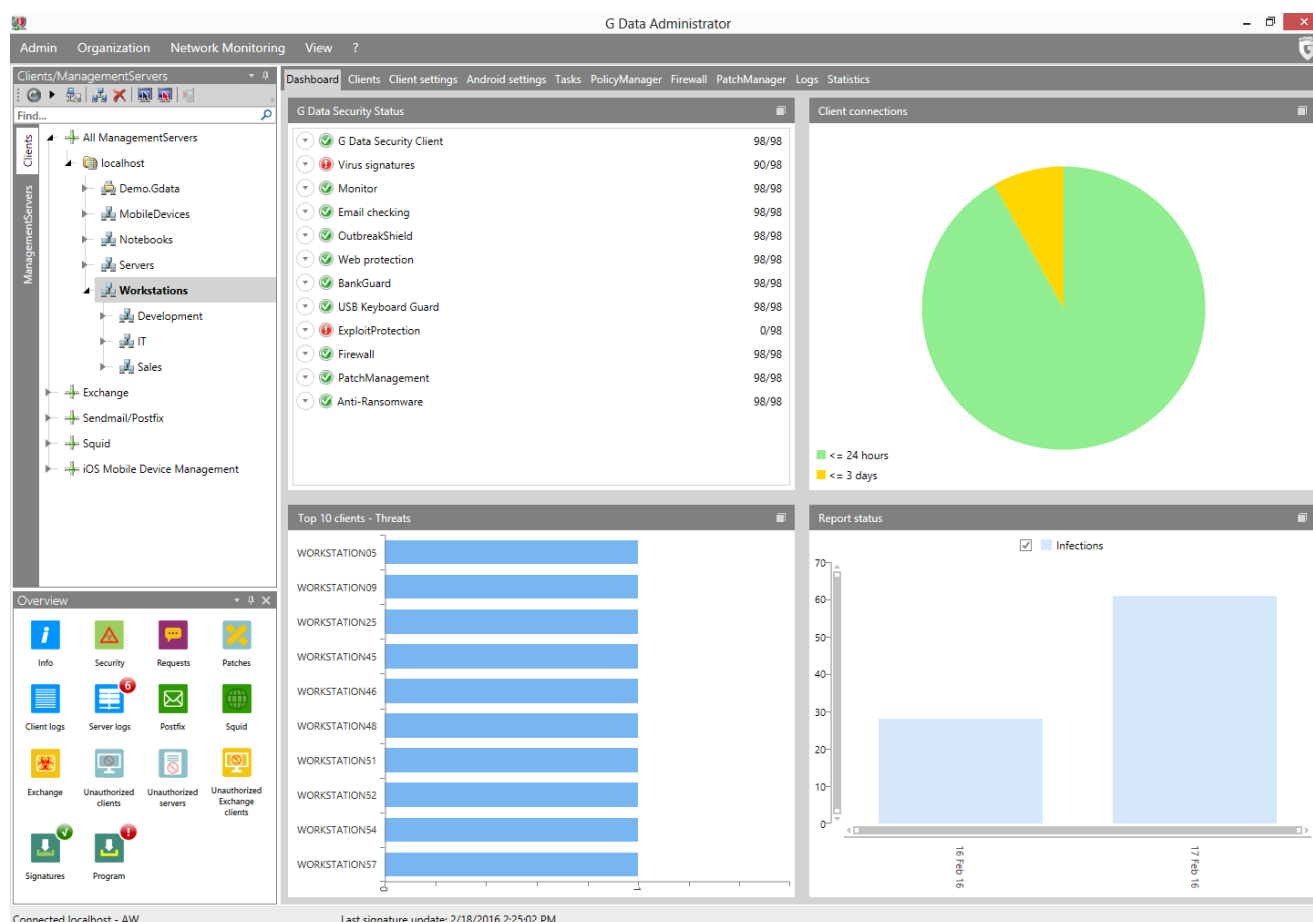 G Data Administrator
Admin Organization Network Monitoring View ?
Clients/ManagementServers
Find...
Clients
ManagementServers
All ManagementServers
localhost
Demo.Gdata
MobileDevices
Notebooks
Servers
Workstations
Development
IT
Sales
Exchange
Sendmail/Postfix
Squid
iOS Mobile Device Management
Overview
Info
Security
Requests
Patches
Client logs
6
Server logs
Postfix
Squid
Exchange
Unauthorized clients
Unauthorized servers
Unauthorized Exchange clients
Signatures
Program
Dashboard Clients Client settings Android settings Tasks PolicyManager Firewall PatchManager Logs Statistics
G Data Security Status
G Data Security Client 98/98
Virus signatures 90/98
Monitor 98/98
Email checking 98/98
OutbreakShield 98/98
Web protection 98/98
BankGuard 98/98
USB Keyboard Guard 98/98
ExploitProtection 0/98
Firewall 98/98
PatchManagement 98/98
Anti-Ransomware 98/98
Client connections
<= 24 hours
<= 3 days
Top 10 clients - Threats
WORKSTATION05
WORKSTATION09
WORKSTATION25
WORKSTATION45
WORKSTATION46
WORKSTATION48
WORKSTATION51
WORKSTATION52
WORKSTATION54
WORKSTATION57
0 1
Report status
Infections
70
60
50
40
30
20
10
0
16 Feb 16
17 Feb 16
Connected localhost - AW
Last signature update: 2/18/2016 2:25:02 PM